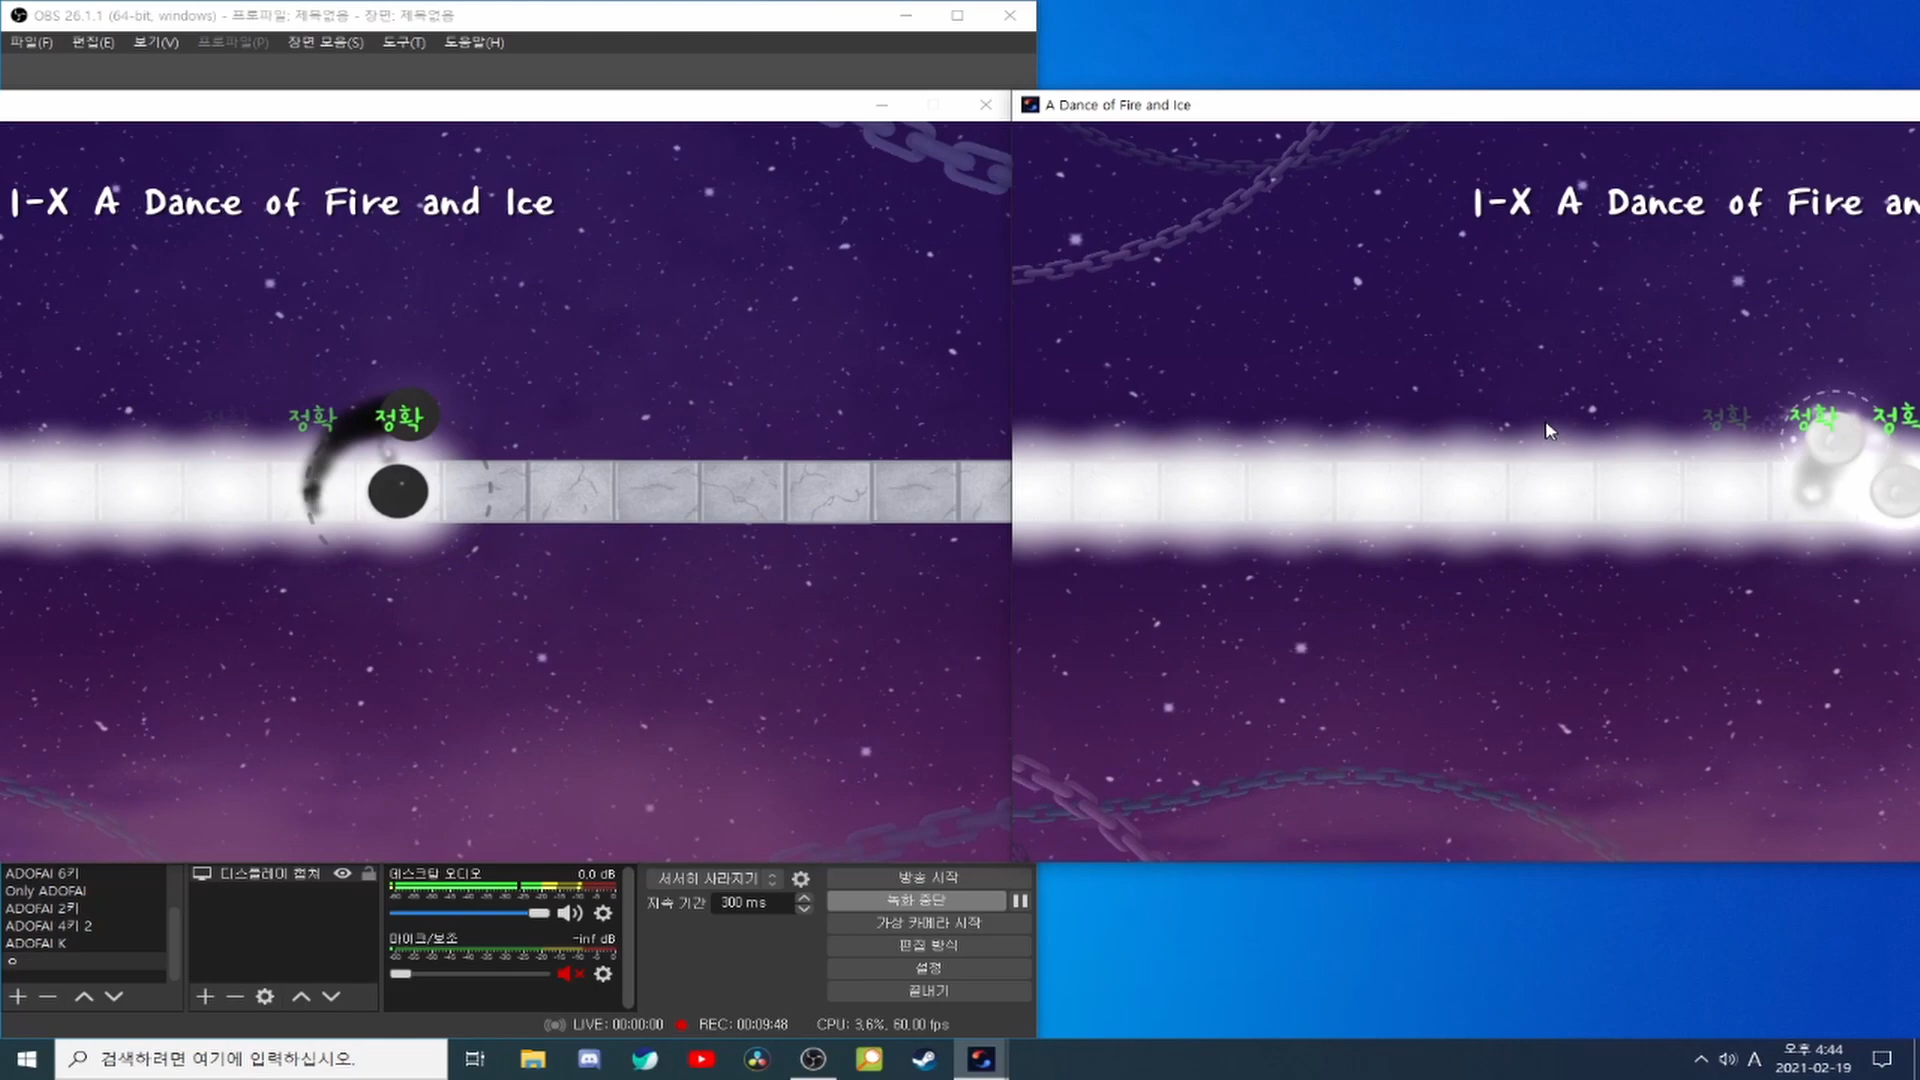 OBS 26.1.1 (64-bit, windows) - 프로파일: 제목없음 - 장면: 제목없음
파일(F) 편집(E) 보기(V) 프로파일(P) 장면 모음(S) 도구(T) 도움말(H)
A Dance of Fire and Ice
1-X A Dance of Fire and Ice
1-X A Dance of Fire an
정확 정확
정확 정확 정확
ADOFAI 6키
Only ADOFAI
ADOFAI 2키
ADOFAI 4키 2
ADOFAI K
ㅇ
디스플레이 캡쳐
데스크탑 오디오 0.0 dB
마이크/보조 -inf dB
서서히 사라지기
지속 기간 300 ms
방송 시작
녹화 중단
가상 카메라 시작
편집 방식
설정
끝내기
LIVE: 00:00:00 REC: 00:09:48 CPU: 3.6%, 60.00 fps
검색하려면 여기에 입력하십시오.
A
오후 4:44
2021-02-19